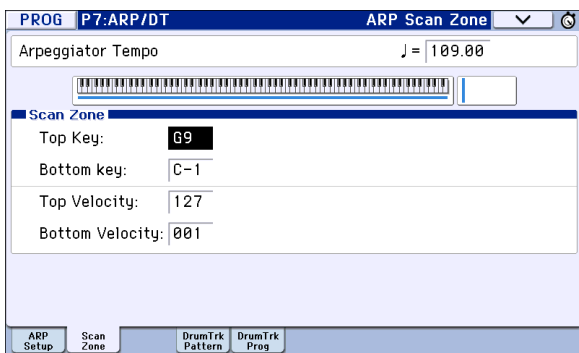 PROG P7:ARP/DT ARP Scan Zone
Arpeggiator Tempo ♩= 109.00
Scan Zone
Top Key: G9
Bottom key: C-1
Top Velocity: 127
Bottom Velocity: 001
ARP Setup Scan Zone DrumTrk Pattern DrumTrk Prog